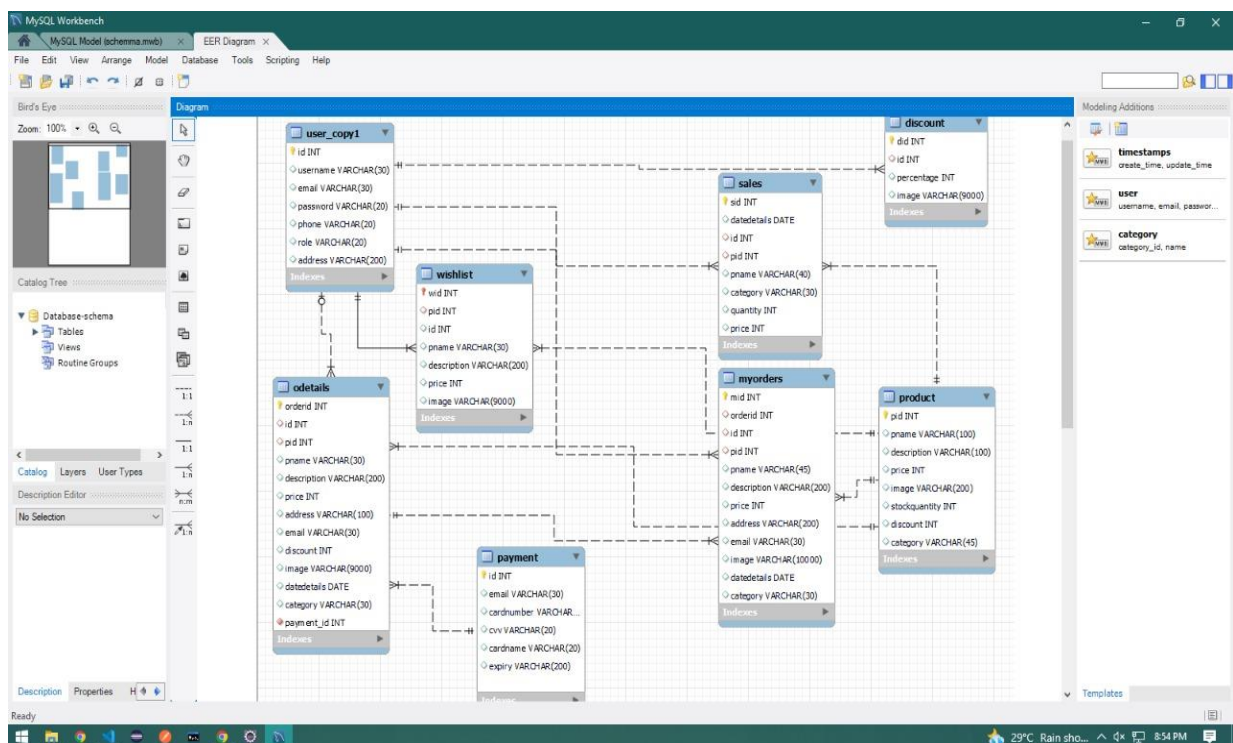 MySQL Workbench
MySQL Model (schemma.mwb) × EER Diagram ×
File Edit View Arrange Model Database Tools Scripting Help
Bird's Eye
Zoom: 100%
Catalog Tree
Database-schema
Tables
Views
Routine Groups
Catalog Layers User Types
Description Editor
No Selection
Description Properties H
Ready
Diagram
1:1
1:n
1:1
1:n
n:m
1:n
user_copy1
id INT
username VARCHAR(30)
email VARCHAR(30)
password VARCHAR(20)
phone VARCHAR(20)
role VARCHAR(20)
address VARCHAR(200)
Indexes
wishlist
wid INT
pid INT
id INT
pname VARCHAR(30)
description VARCHAR(200)
price INT
image VARCHAR(9000)
Indexes
odetails
orderid INT
id INT
pid INT
pname VARCHAR(30)
description VARCHAR(200)
price INT
address VARCHAR(100)
email VARCHAR(30)
discount INT
image VARCHAR(9000)
datedetails DATE
category VARCHAR(30)
payment_id INT
Indexes
payment
id INT
email VARCHAR(30)
cardnumber VARCHAR...
cvv VARCHAR(20)
cardname VARCHAR(20)
expiry VARCHAR(200)
Indexes
discount
did INT
id INT
percentage INT
image VARCHAR(9000)
Indexes
sales
sid INT
datedetails DATE
id INT
pid INT
pname VARCHAR(40)
category VARCHAR(30)
quantity INT
price INT
Indexes
myorders
mid INT
orderid INT
id INT
pid INT
pname VARCHAR(45)
description VARCHAR(200)
price INT
address VARCHAR(200)
email VARCHAR(30)
image VARCHAR(10000)
datedetails DATE
category VARCHAR(30)
Indexes
product
pid INT
pname VARCHAR(100)
description VARCHAR(100)
price INT
image VARCHAR(200)
stockquantity INT
discount INT
category VARCHAR(45)
Indexes
Modeling Additions
timestamps
create_time, update_time
user
username, email, passwor...
category
category_id, name
Templates
29°C Rain sho... 8:54 PM